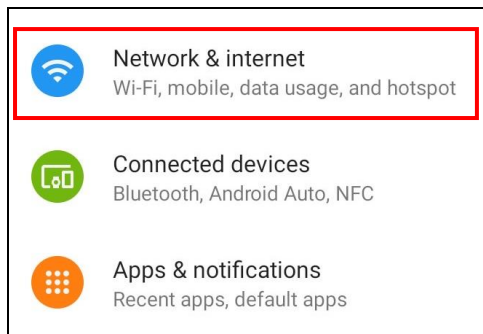 Network & internet
Wi-Fi, mobile, data usage, and hotspot
Connected devices
Bluetooth, Android Auto, NFC
Apps & notifications
Recent apps, default apps